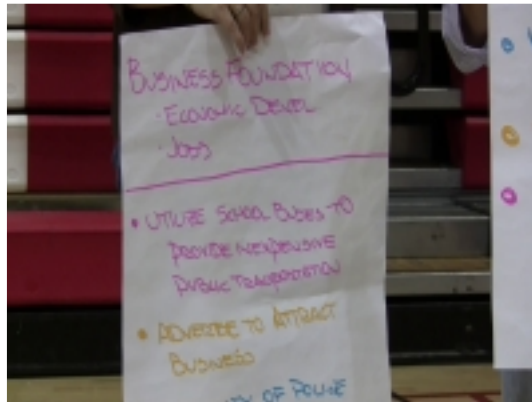 BUSINESS FOUNDATION
· ECONOMIC DEVEL
· JOBS
• UTILIZE SCHOOL BUSES TO
PROVIDE INEXPENSIVE
PUBLIC TRANSPORTATION
• ADVERTISE TO ATTRACT
BUSINESS
OF POLICE